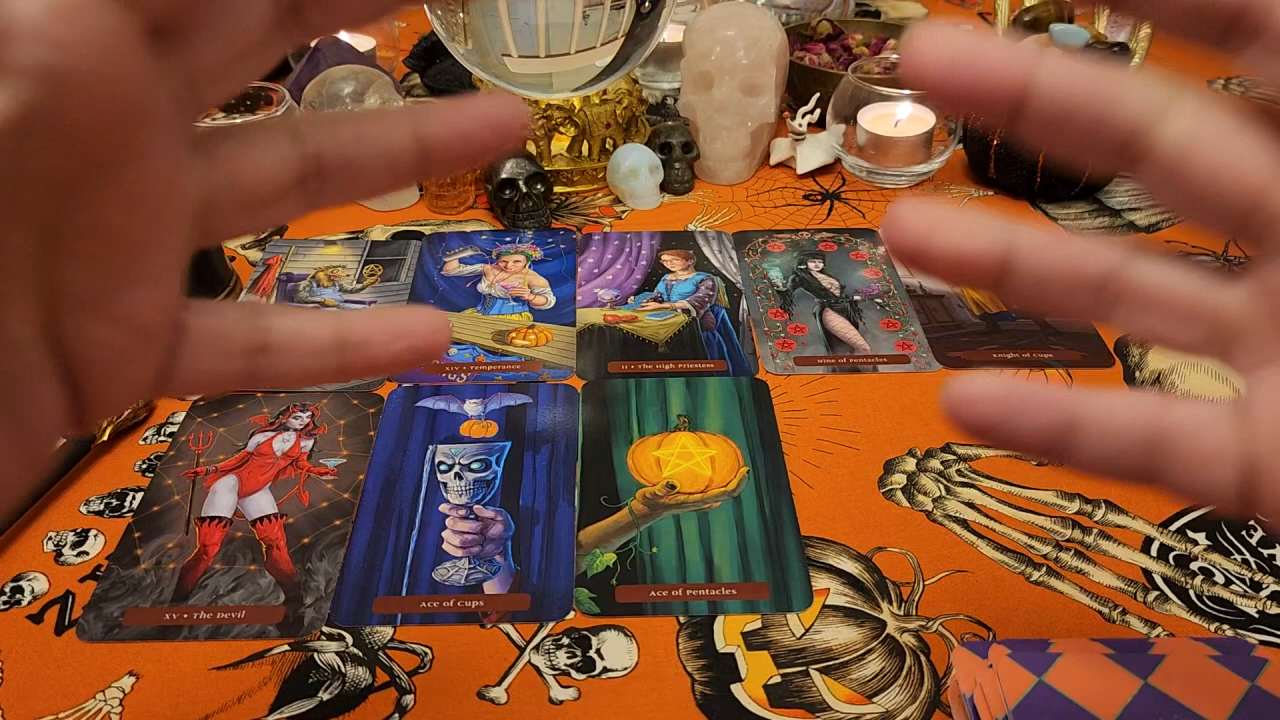 XIV • Temperance
II • The High Priestess
Nine of Pentacles
Knight of Cups
XV • The Devil
Ace of Cups
Ace of Pentacles